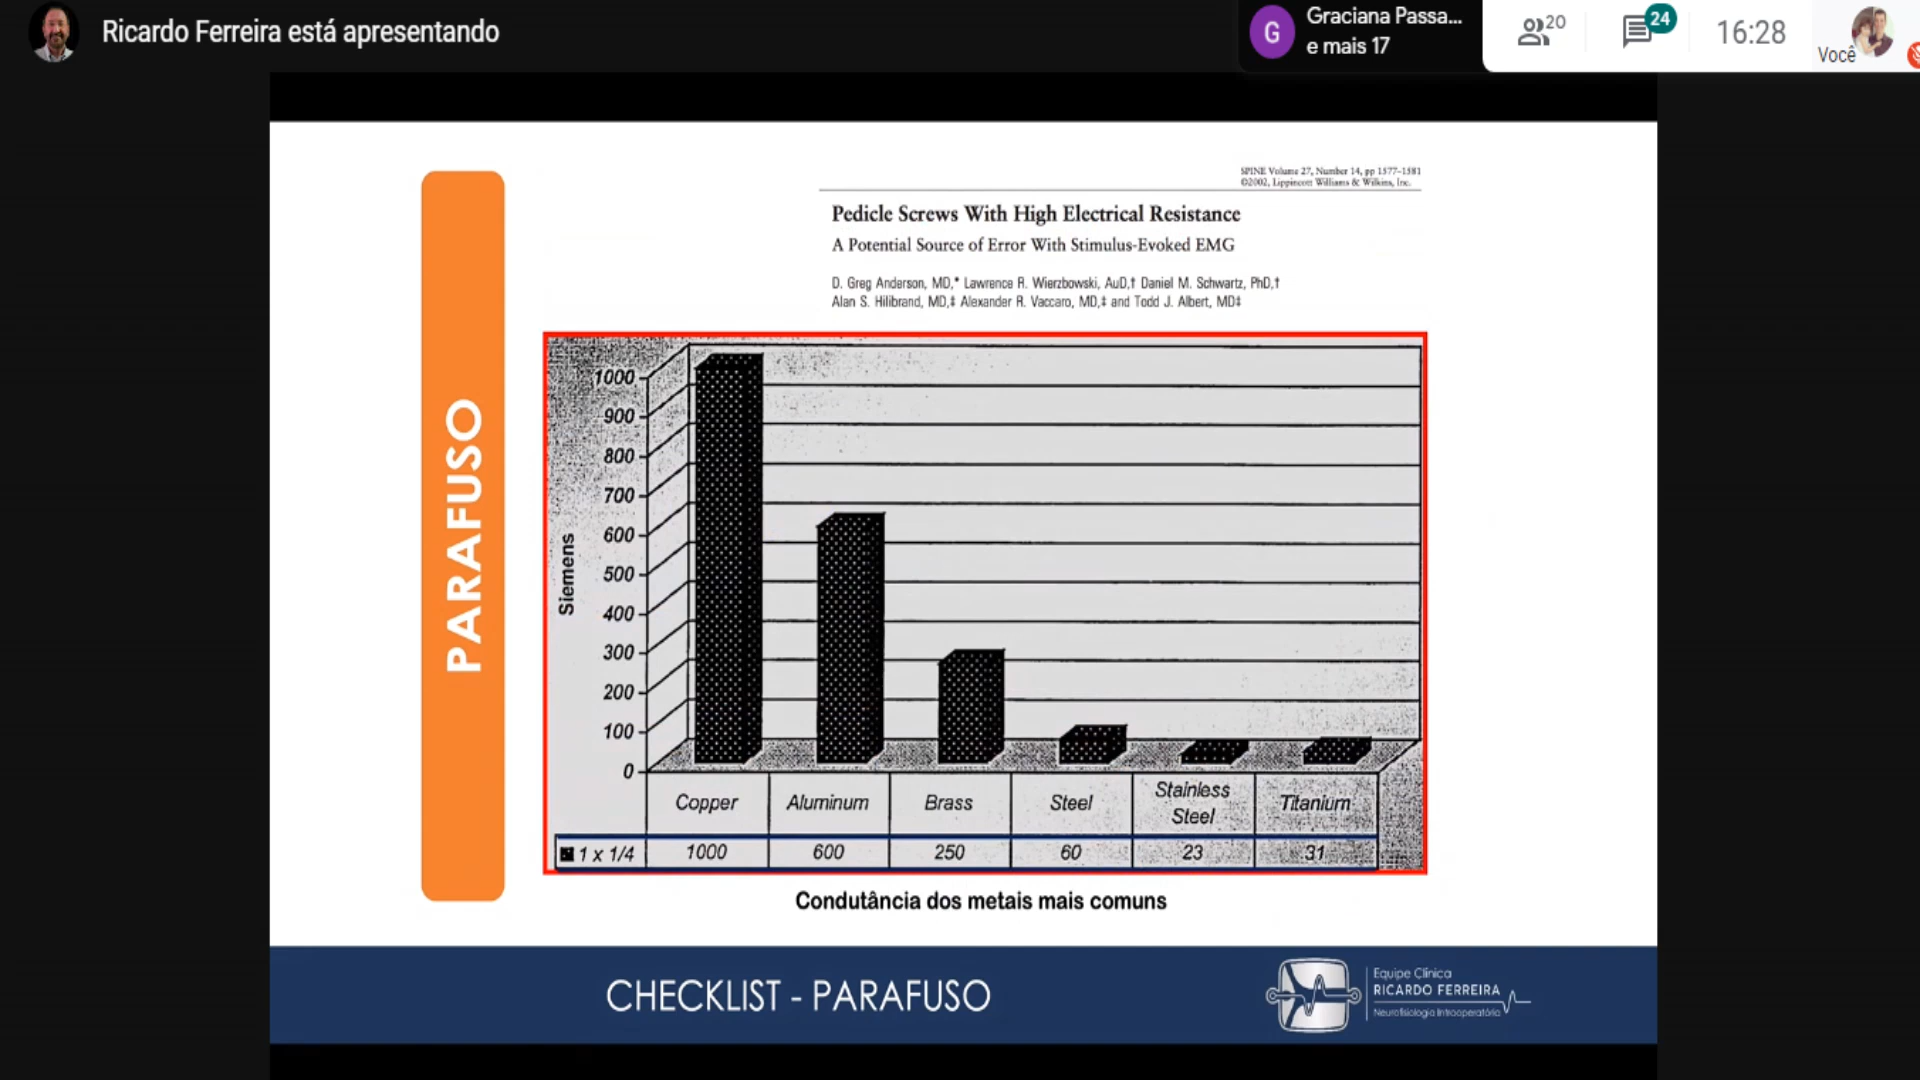 Ricardo Ferreira está apresentando
G
Graciana Passa...
e mais 17
20
24
16:28
Você
SPINE Volume 27, Number 14, pp 1577–1581
©2002, Lippincott Williams & Wilkins, Inc.
Pedicle Screws With High Electrical Resistance
A Potential Source of Error With Stimulus-Evoked EMG
D. Greg Anderson, MD,* Lawrence R. Wierzbowski, AuD,† Daniel M. Schwartz, PhD,†
Alan S. Hilibrand, MD,‡ Alexander R. Vaccaro, MD,‡ and Todd J. Albert, MD‡
PARAFUSO
Siemens
1000
900
800
700
600
500
400
300
200
100
0
Copper Aluminum Brass Steel Stainless Steel Titanium
1 x 1/4 1000 600 250 60 23 31
Condutância dos metais mais comuns
CHECKLIST - PARAFUSO
Equipe Clínica
RICARDO FERREIRA
Neurofisiologia Intraoperatória